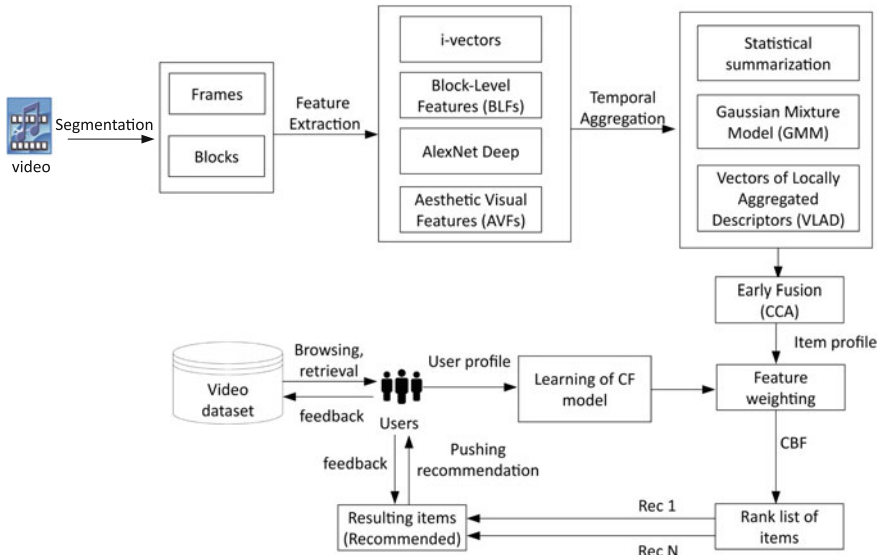 video
Segmentation
Frames
Blocks
Feature
Extraction
i-vectors
Block-Level
Features (BLFs)
AlexNet Deep
Aesthetic Visual
Features (AVFs)
Temporal
Aggregation
Statistical
summarization
Gaussian Mixture
Model (GMM)
Vectors of Locally
Aggregated
Descriptors (VLAD)
Early Fusion
(CCA)
Item profile
Video
dataset
Browsing,
retrieval
feedback
Users
User profile
Learning of CF
model
Feature
weighting
CBF
feedback
Pushing
recommendation
Resulting items
(Recommended)
Rec 1
Rec N
Rank list of
items